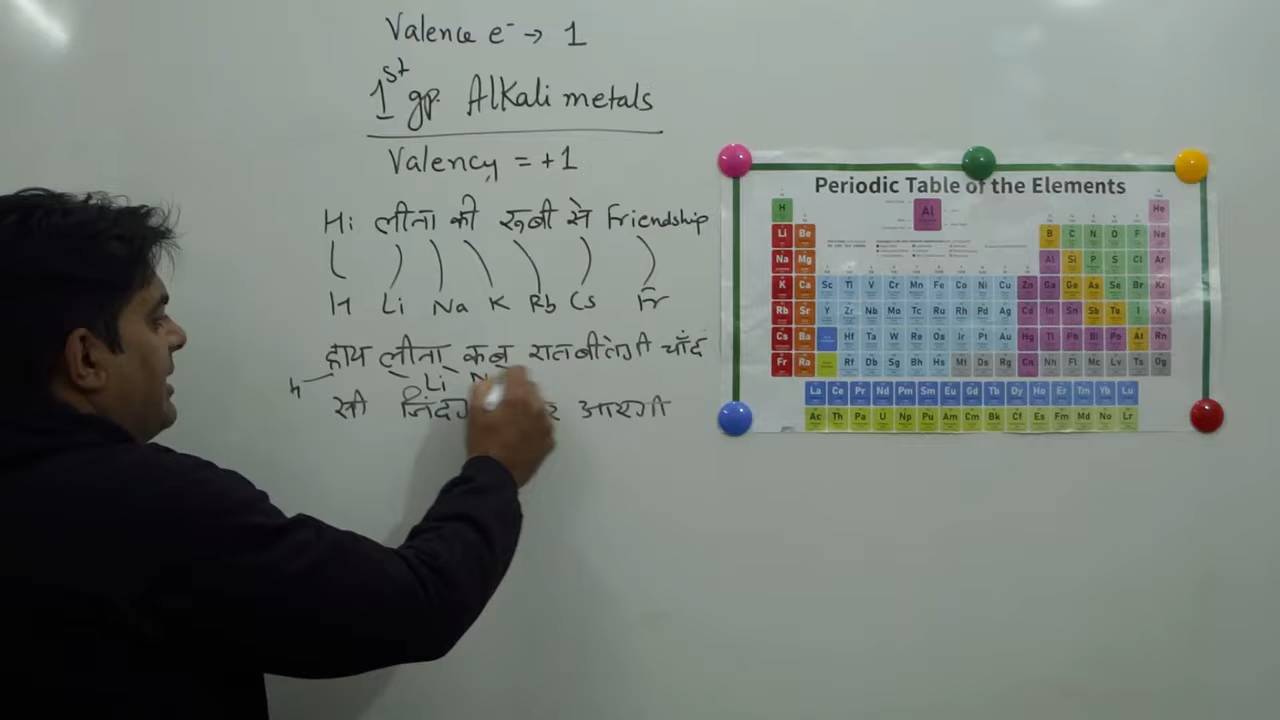 Valence e⁻ → 1
1st gp. Alkali metals
Valency = +1
Hi लीना की रूबी से Friendship
H Li Na K Rb Cs Fr
हाय लीना कब रातबीतेगी चाँद
H Li
सी आएगी
Periodic Table of the Elements
H He
Li Be B C N O F Ne
Na Mg Al Si P S Cl Ar
K Ca Sc Ti V Cr Mn Fe Co Ni Cu Zn Ga Ge As Se Br Kr
Rb Sr Y Zr Nb Mo Tc Ru Rh Pd Ag Cd In Sn Sb Te I Xe
Cs Ba Hf Ta W Re Os Ir Pt Au Hg Tl Pb Bi Po At Rn
Fr Ra Rf Db Sg Bh Hs Mt Ds Rg Cn Nh Fl Mc Lv Ts Og
La Ce Pr Nd Pm Sm Eu Gd Tb Dy Ho Er Tm Yb Lu
Ac Th Pa U Np Pu Am Cm Bk Cf Es Fm Md No Lr